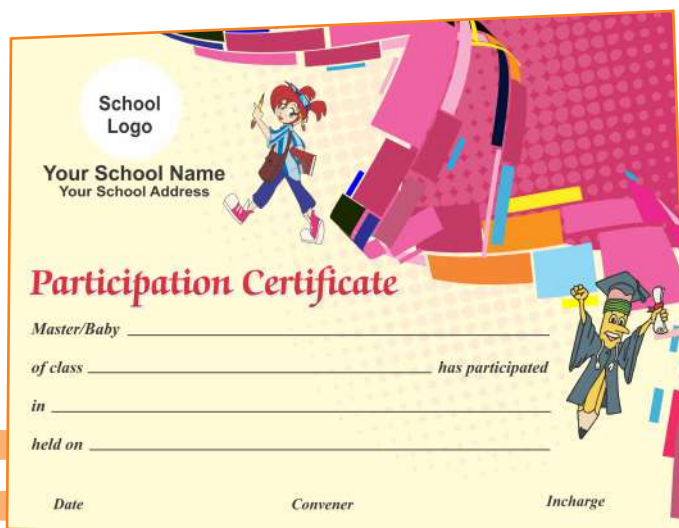 School
Logo
Your School Name
Your School Address
Participation Certificate
Master/Baby
of class has participated
in
held on
Date Convener Incharge